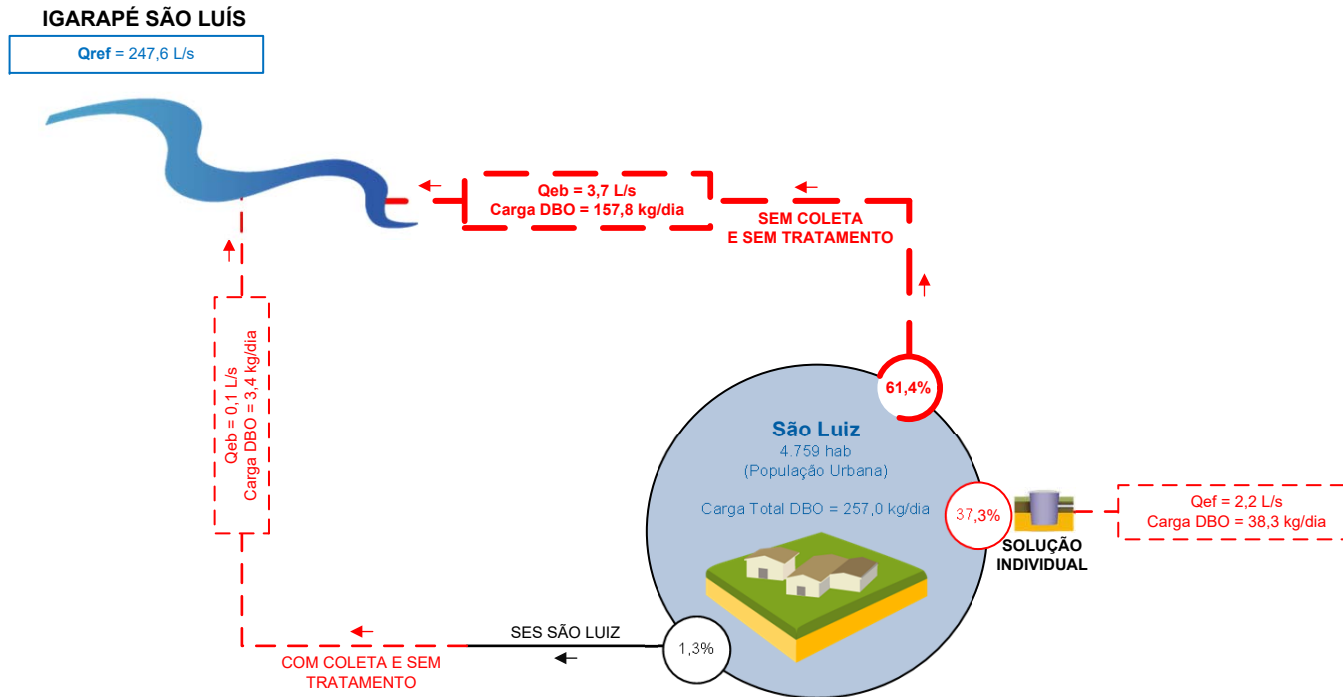 IGARAPÉ SÃO LUÍS
Qref = 247,6 L/s
Qeb = 3,7 L/s
Carga DBO = 157,8 kg/dia
SEM COLETA
E SEM TRATAMENTO
Qeb = 0,1 L/s
Carga DBO = 3,4 kg/dia
61,4%
São Luiz
4.759 hab
(População Urbana)
Carga Total DBO = 257,0 kg/dia
37,3%
SOLUÇÃO
INDIVIDUAL
Qef = 2,2 L/s
Carga DBO = 38,3 kg/dia
SES SÃO LUIZ
1,3%
COM COLETA E SEM
TRATAMENTO